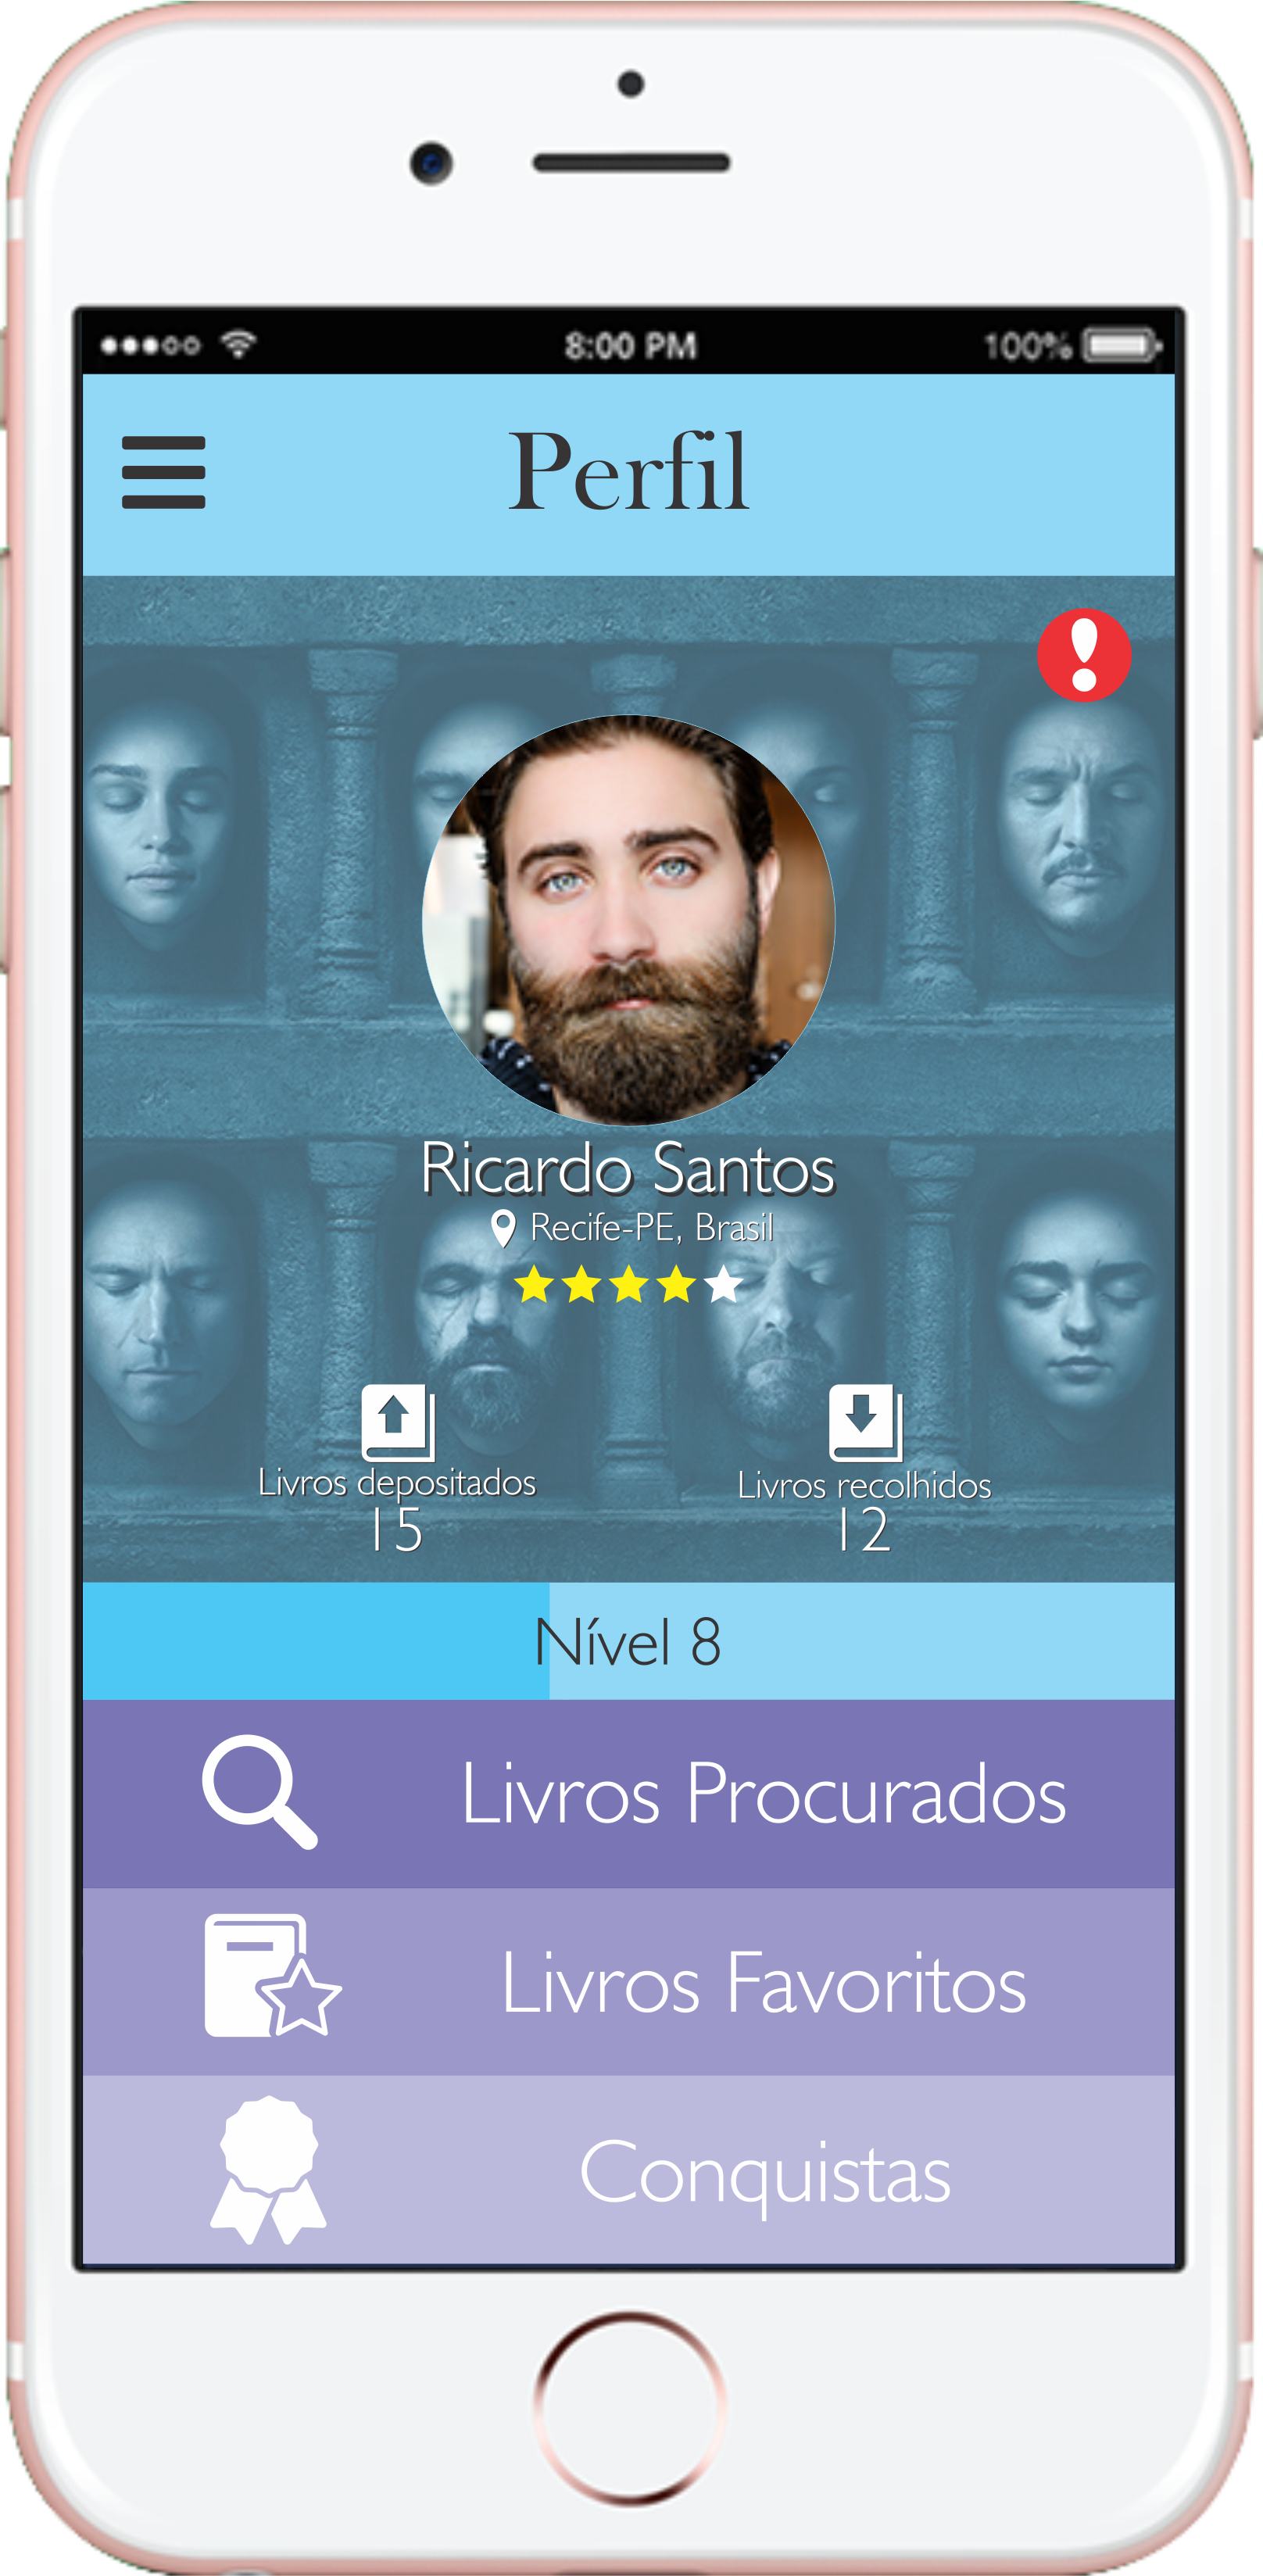 8:00 PM 100%
Perfil
Ricardo Santos
Recife-PE, Brasil
Livros depositados
15
Livros recolhidos
12
Nível 8
Livros Procurados
Livros Favoritos
Conquistas